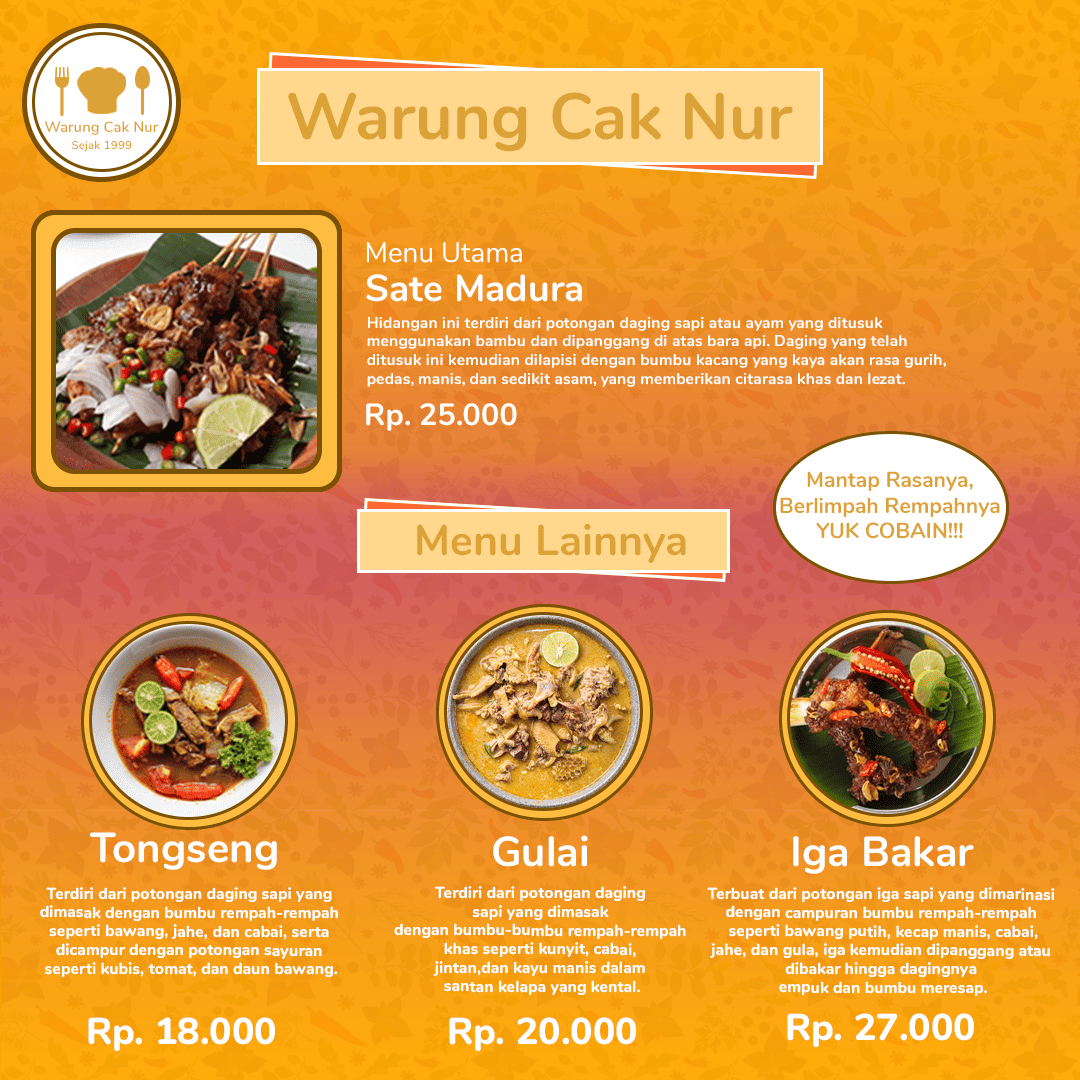 Warung Cak Nur
Sejak 1999
Warung Cak Nur
Menu Utama
Sate Madura
Hidangan ini terdiri dari potongan daging sapi atau ayam yang ditusuk
menggunakan bambu dan dipanggang di atas bara api. Daging yang telah
ditusuk ini kemudian dilapisi dengan bumbu kacang yang kaya akan rasa gurih,
pedas, manis, dan sedikit asam, yang memberikan citarasa khas dan lezat.
Rp. 25.000
Mantap Rasanya,
Berlimpah Rempahnya
YUK COBAIN!!!
Menu Lainnya
Tongseng
Terdiri dari potongan daging sapi yang
dimasak dengan bumbu rempah-rempah
seperti bawang, jahe, dan cabai, serta
dicampur dengan potongan sayuran
seperti kubis, tomat, dan daun bawang.
Rp. 18.000
Gulai
Terdiri dari potongan daging
sapi yang dimasak
dengan bumbu-bumbu rempah-rempah
khas seperti kunyit, cabai,
jintan,dan kayu manis dalam
santan kelapa yang kental.
Rp. 20.000
Iga Bakar
Terbuat dari potongan iga sapi yang dimarinasi
dengan campuran bumbu rempah-rempah
seperti bawang putih, kecap manis, cabai,
jahe, dan gula, iga kemudian dipanggang atau
dibakar hingga dagingnya
empuk dan bumbu meresap.
Rp. 27.000